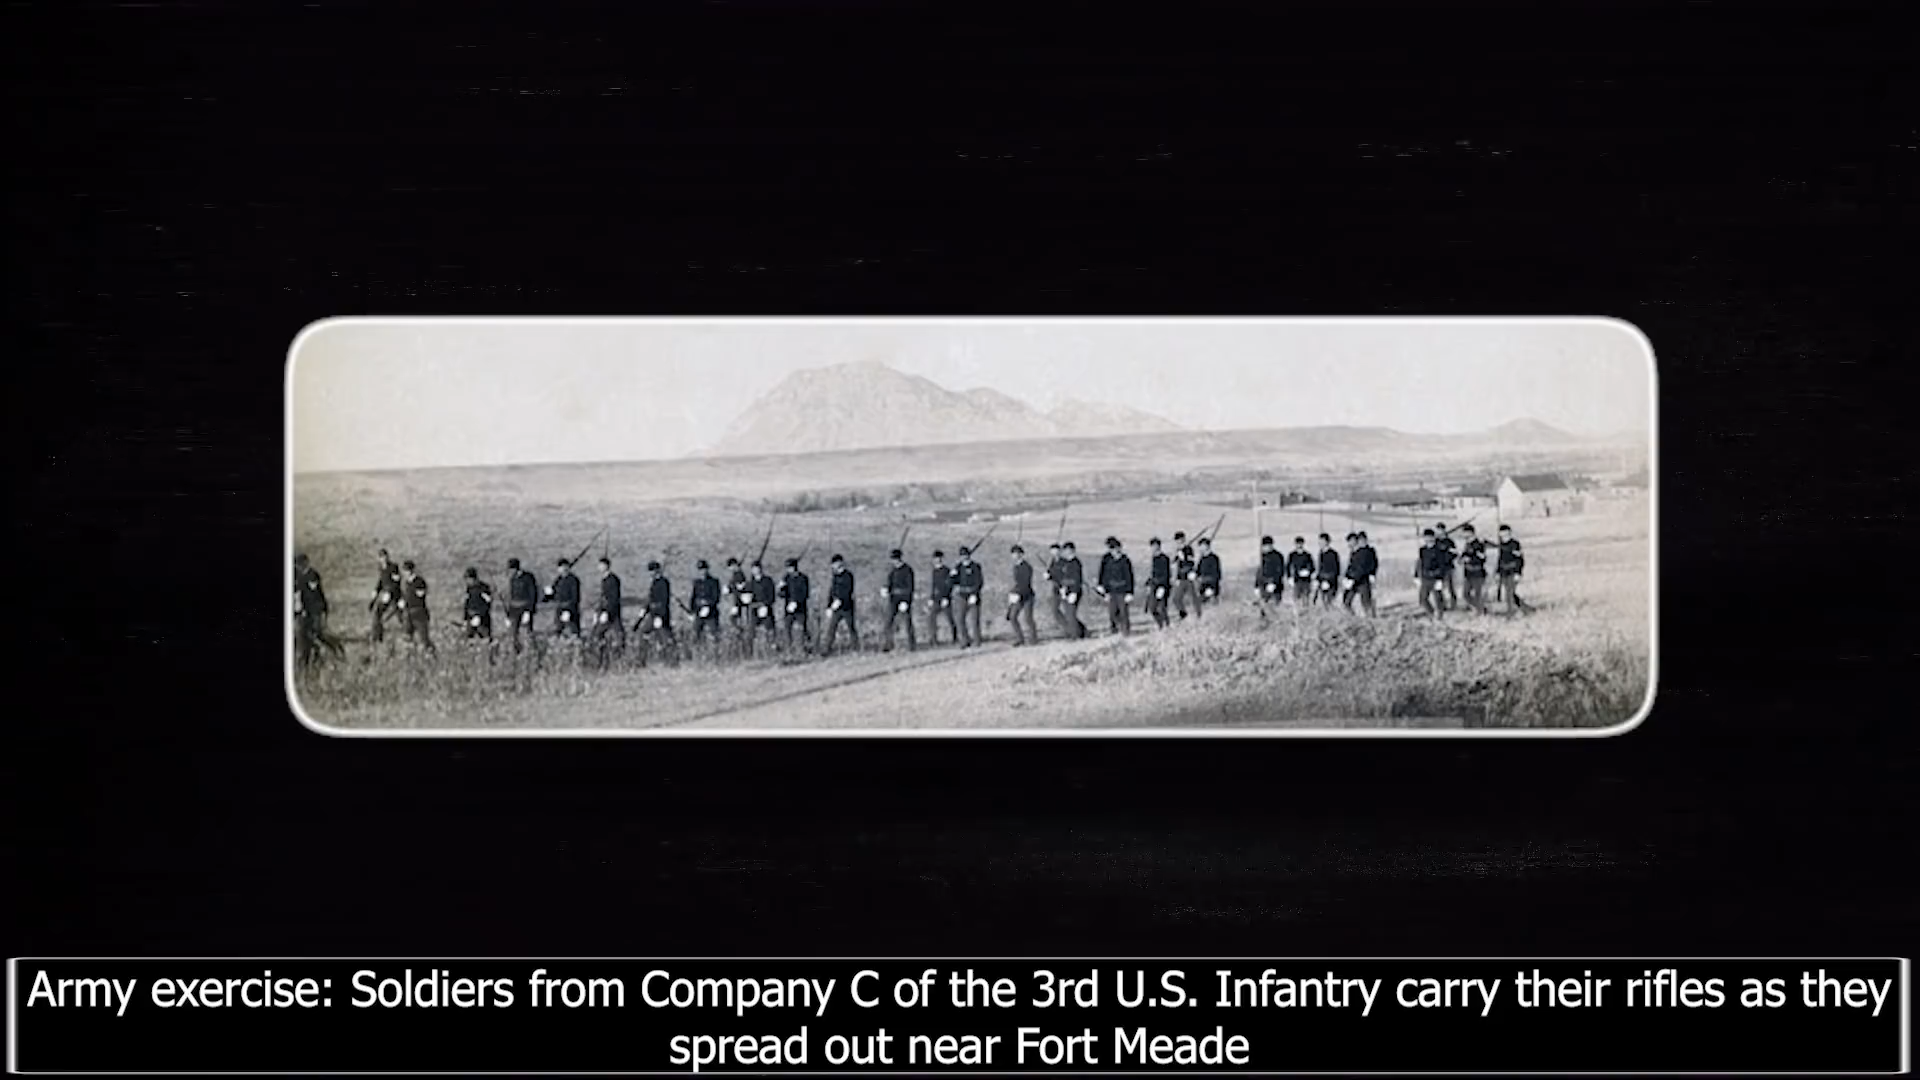 Army exercise: Soldiers from Company C of the 3rd U.S. Infantry carry their rifles as they
spread out near Fort Meade